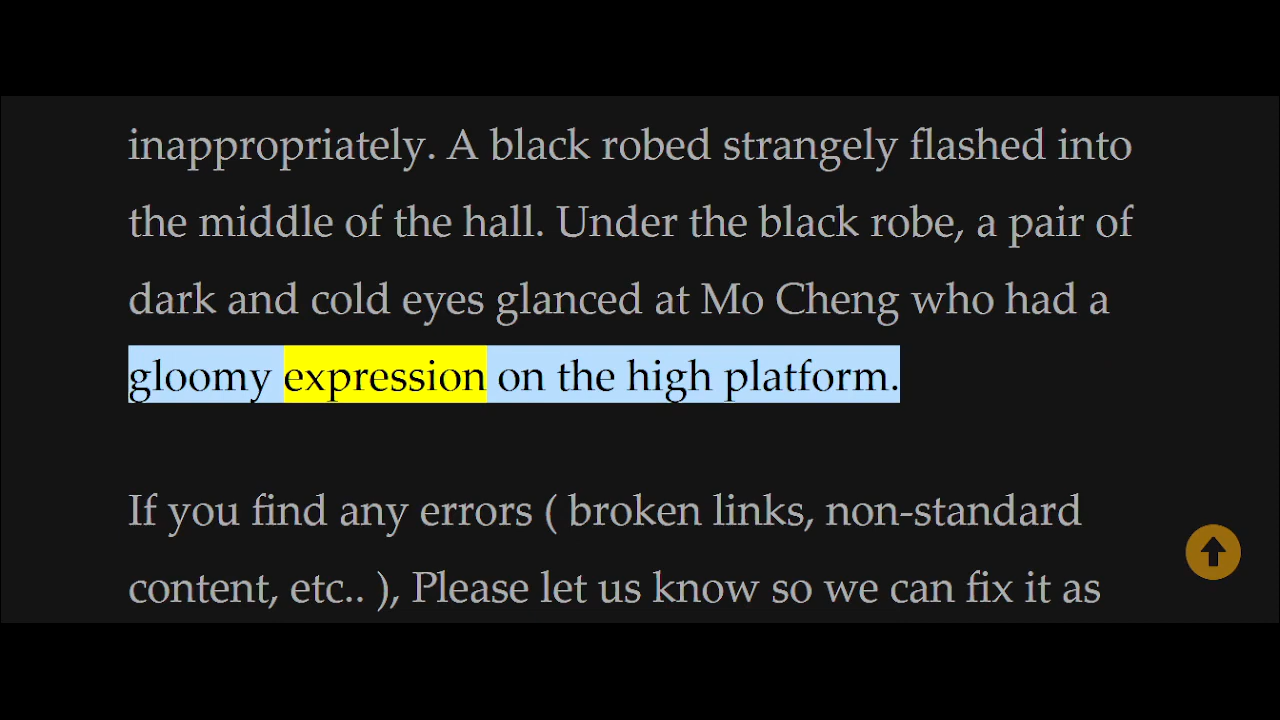 inappropriately. A black robed strangely flashed into
the middle of the hall. Under the black robe, a pair of
dark and cold eyes glanced at Mo Cheng who had a
gloomy expression on the high platform.
If you find any errors ( broken links, non-standard
content, etc.. ), Please let us know so we can fix it as